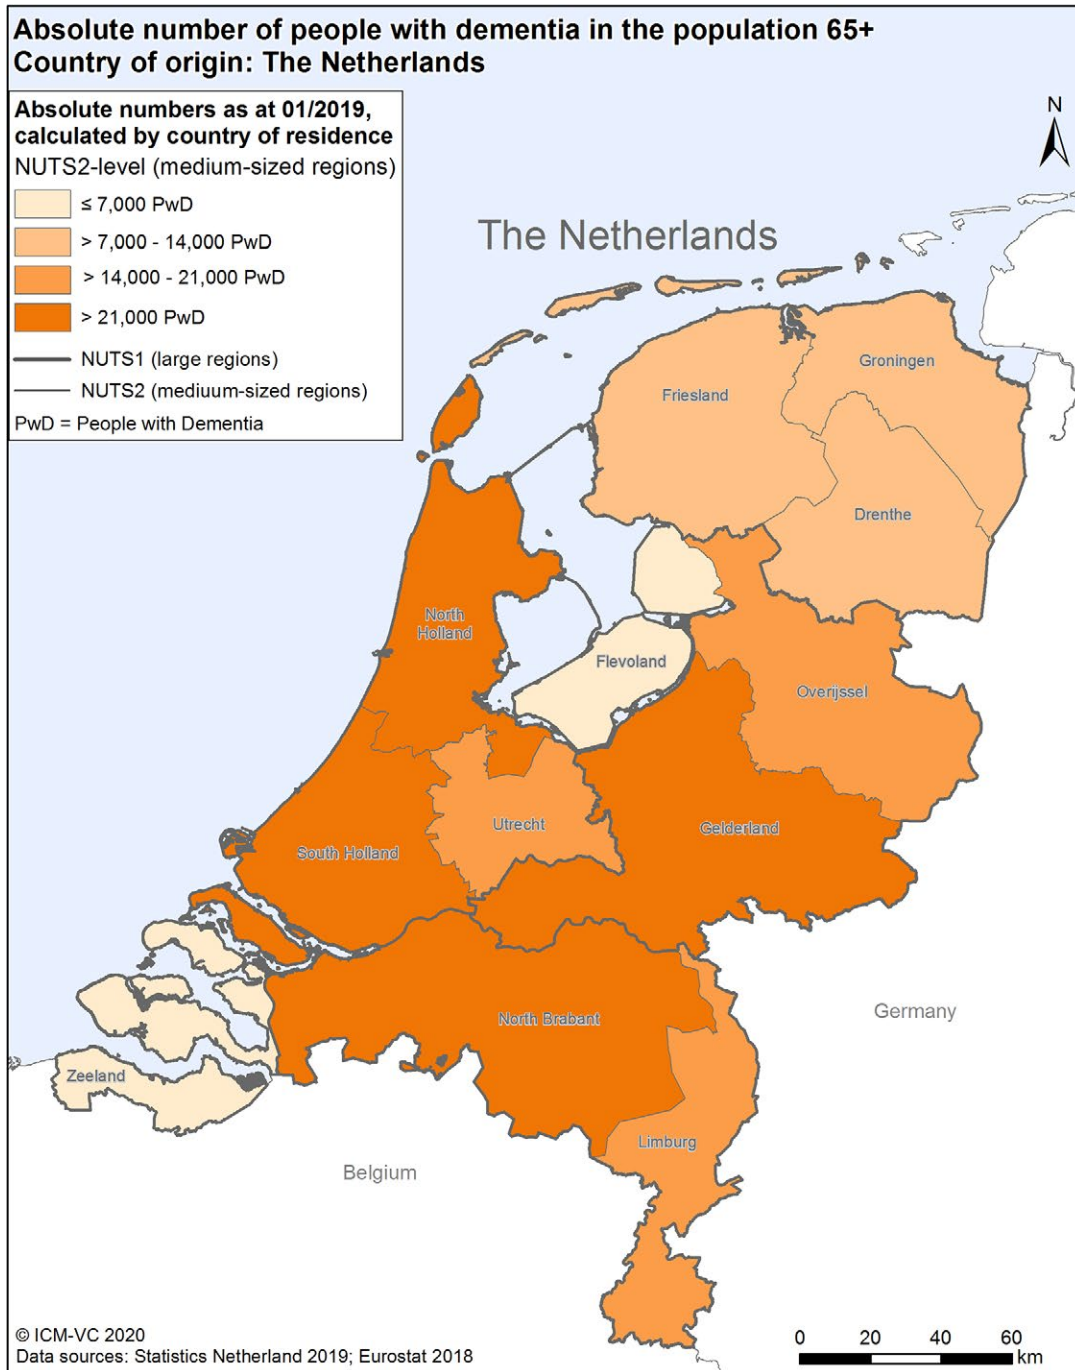 Absolute number of people with dementia in the population 65+
Country of origin: The Netherlands
Absolute numbers as at 01/2019,
calculated by country of residence
NUTS2-level (medium-sized regions)
≤ 7,000 PwD
> 7,000 - 14,000 PwD
> 14,000 - 21,000 PwD
> 21,000 PwD
NUTS1 (large regions)
NUTS2 (mediuum-sized regions)
PwD = People with Dementia
N
The Netherlands
Groningen
Friesland
Drenthe
North
Holland
Flevoland
Overijssel
Utrecht
Gelderland
South Holland
North Brabant
Germany
Zeeland
Limburg
Belgium
© ICM-VC 2020
Data sources: Statistics Netherland 2019; Eurostat 2018
0 20 40 60
km